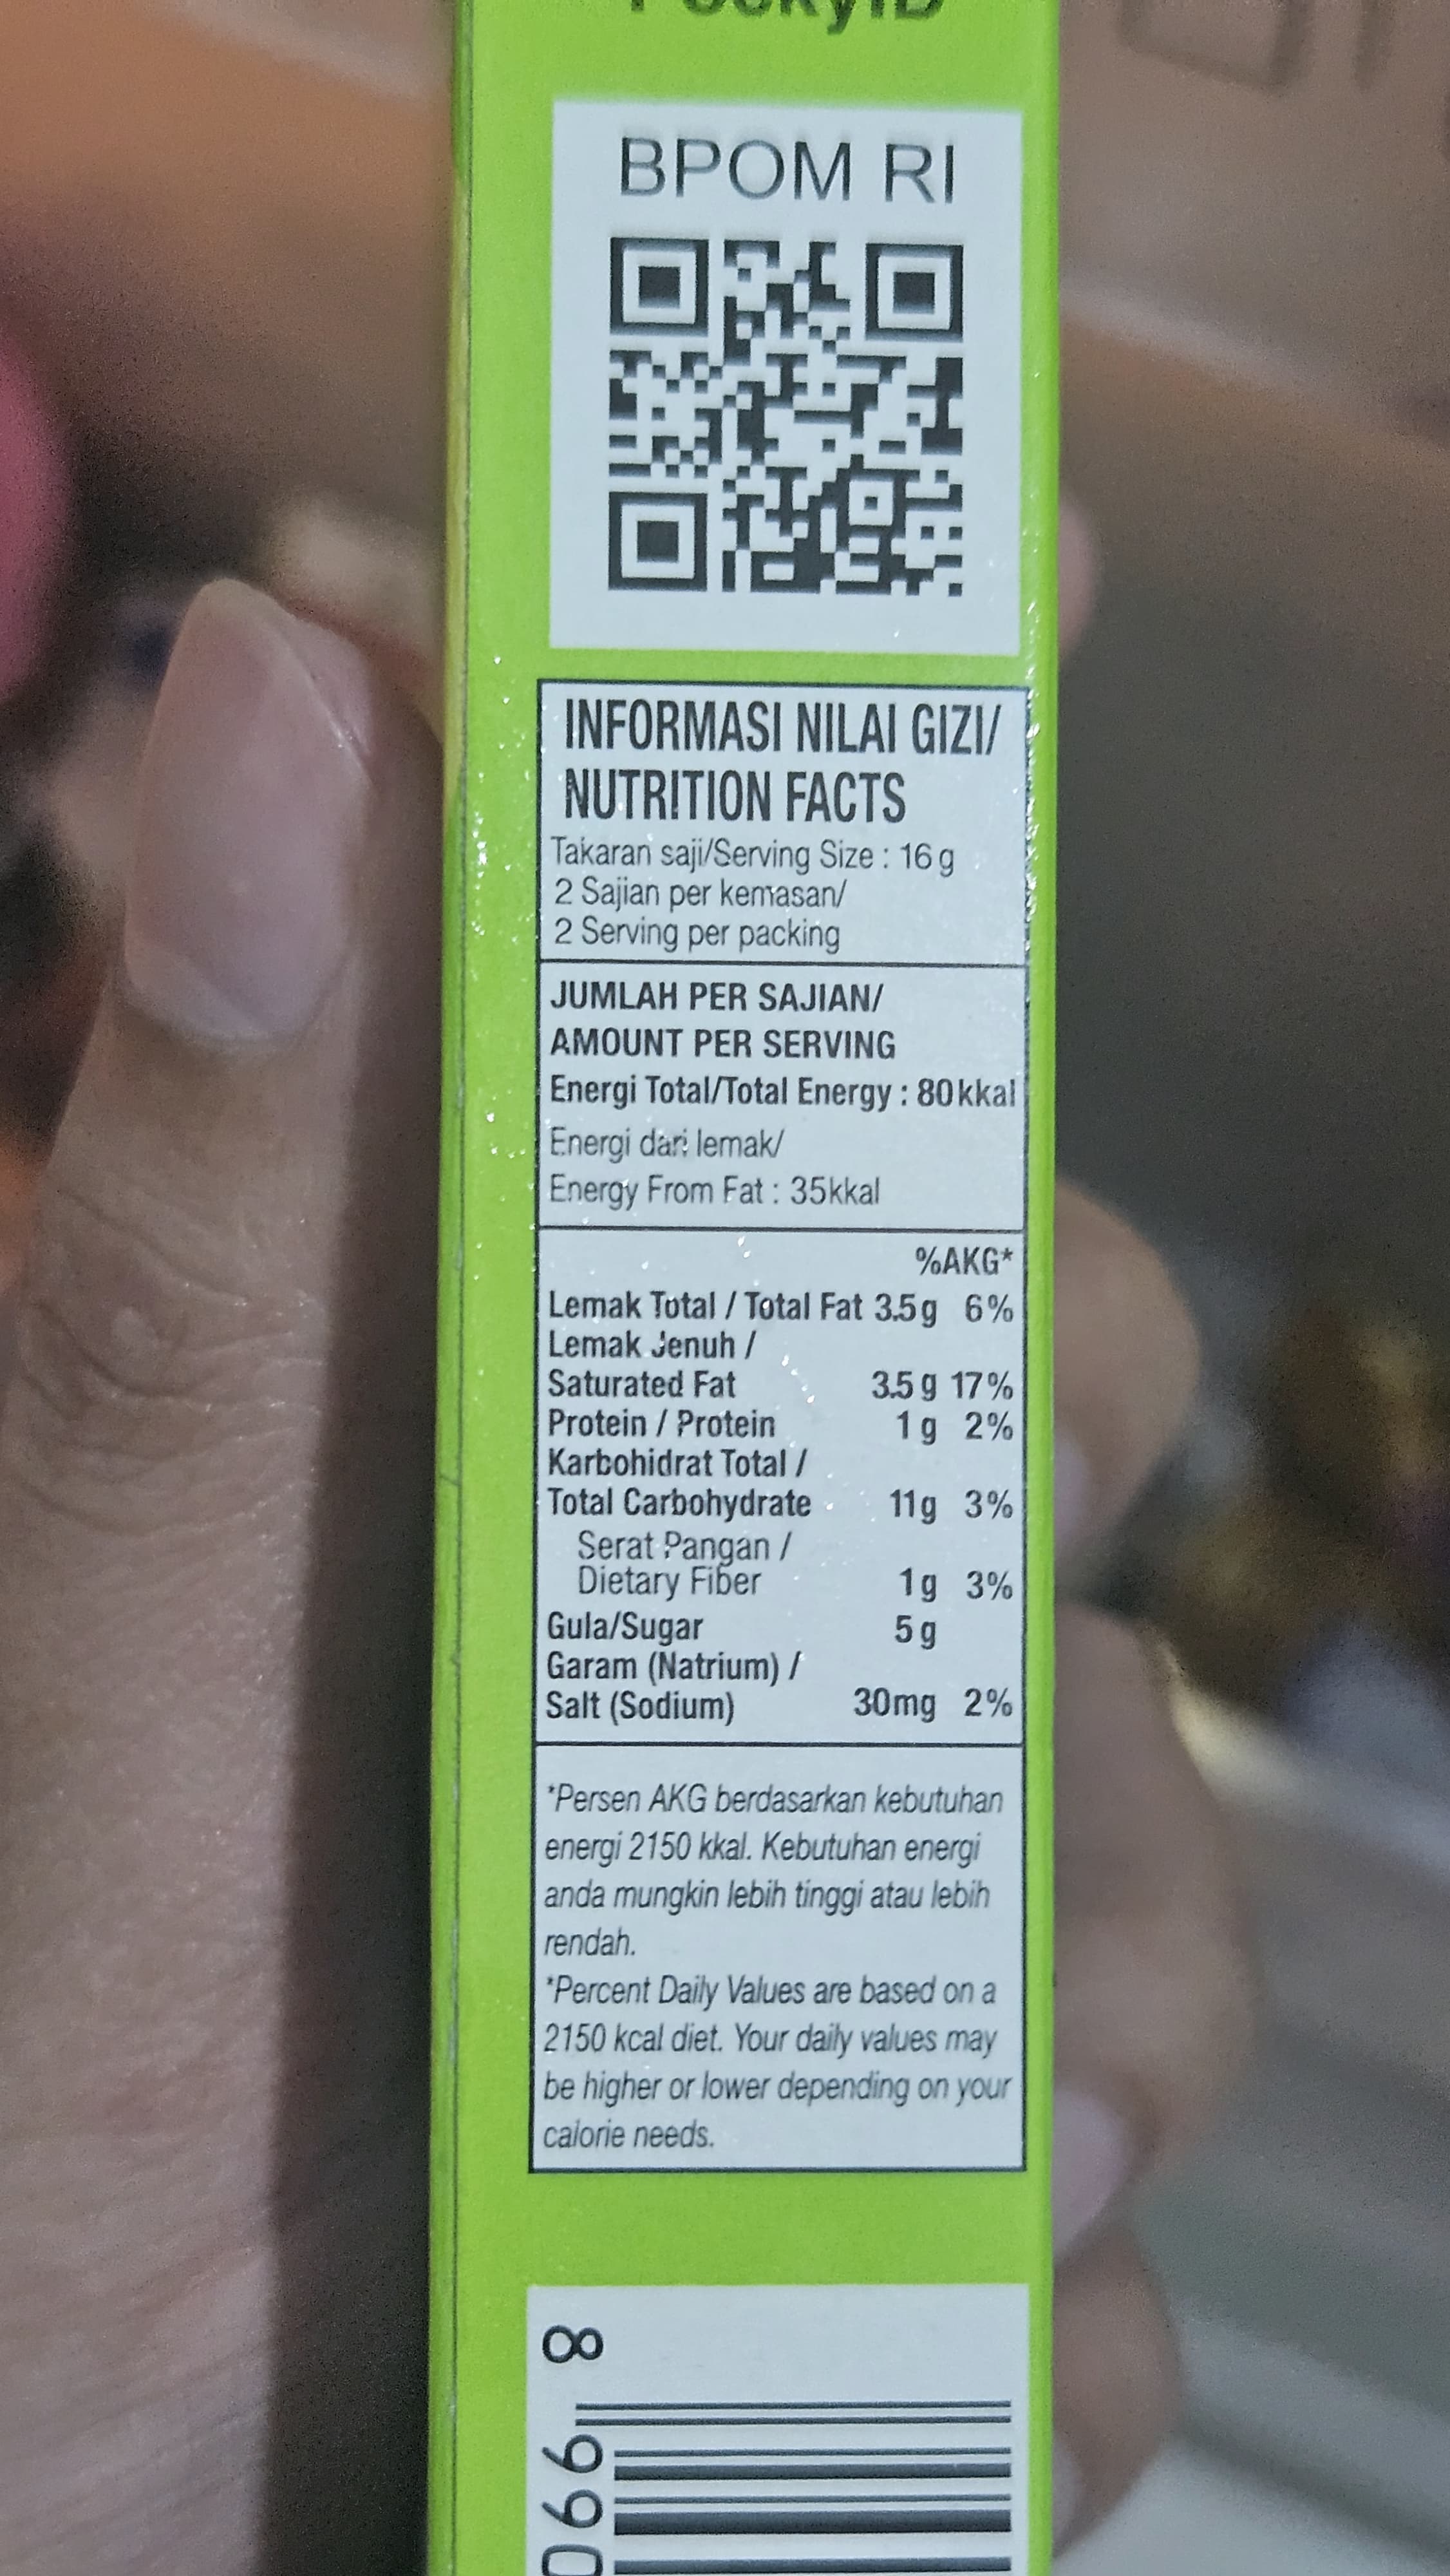 PockyID
BPOM RI
INFORMASI NILAI GIZI/
NUTRITION FACTS
Takaran saji/Serving Size : 16 g
2 Sajian per kemasan/
2 Serving per packing
JUMLAH PER SAJIAN/
AMOUNT PER SERVING
Energi Total/Total Energy : 80 kkal
Energi dari lemak/
Energy From Fat : 35kkal
%AKG*
Lemak Total / Total Fat 3.5g 6%
Lemak Jenuh /
Saturated Fat 3.5 g 17%
Protein / Protein 1 g 2%
Karbohidrat Total /
Total Carbohydrate 11g 3%
Serat Pangan /
Dietary Fiber 1g 3%
Gula/Sugar 5 g
Garam (Natrium) /
Salt (Sodium) 30mg 2%
*Persen AKG berdasarkan kebutuhan
energi 2150 kkal. Kebutuhan energi
anda mungkin lebih tinggi atau lebih
rendah.
*Percent Daily Values are based on a
2150 kcal diet. Your daily values may
be higher or lower depending on your
calorie needs.
8 990